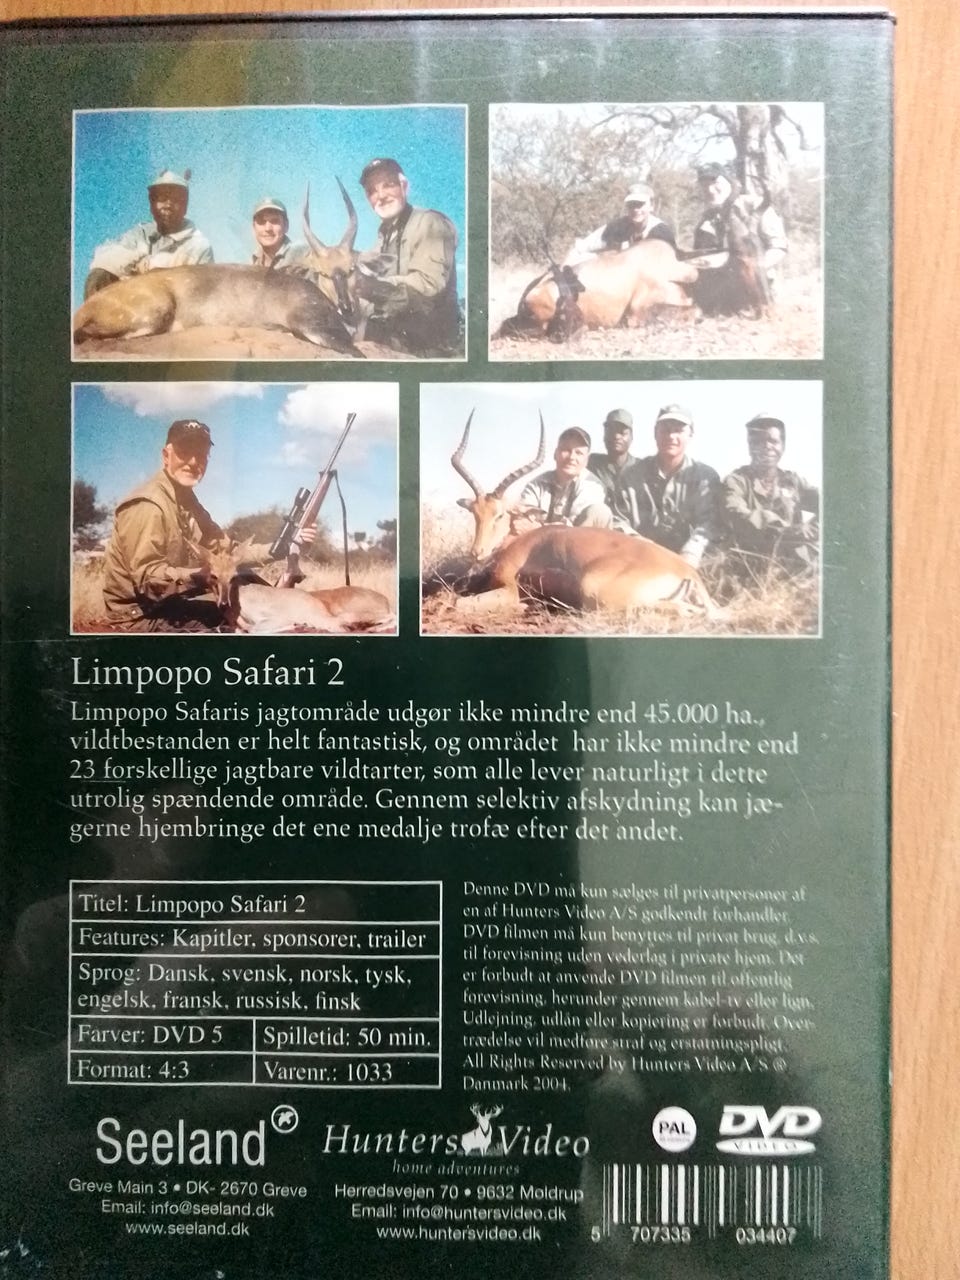 Limpopo Safari 2
Limpopo Safaris jagtområde udgør ikke mindre end 45.000 ha.,
vildtbestanden er helt fantastisk, og området har ikke mindre end
23 forskellige jagtbare vildtarter, som alle lever naturligt i dette
utrolig spændende område. Gennem selektiv afskydning kan jæ-
gerne hjembringe det ene medalje trofæ efter det andet.
Titel: Limpopo Safari 2
Features: Kapitler, sponsorer, trailer
Sprog: Dansk, svensk, norsk, tysk,
engelsk, fransk, russisk, finsk
Farver: DVD 5
Spilletid: 50 min.
Format: 4:3
Varenr.: 1033
Denne DVD må kun sælges til privatpersoner af
en af Hunters Video A/S godkendt forhandler.
DVD filmen må kun benyttes til privat brug, d.v.s.
til forevisning uden vederlag i private hjem. Det
er forbudt at anvende DVD filmen til offentlig
forevisning, herunder gennem kabel-tv eller lign.
Udlejning, udlån eller kopiering er forbudt. Over-
trædelse vil medføre straf og erstatningspligt.
All Rights Reserved by Hunters Video A/S ®
Danmark 2004.
Seeland
Greve Main 3 • DK- 2670 Greve
Email: info@seeland.dk
www.seeland.dk
Hunters Video
home adventures
Herredsvejen 70 • 9632 Moldrup
Email: info@huntersvideo.dk
www.huntersvideo.dk
PAL
DVD
VIDEO
5 707335 034407